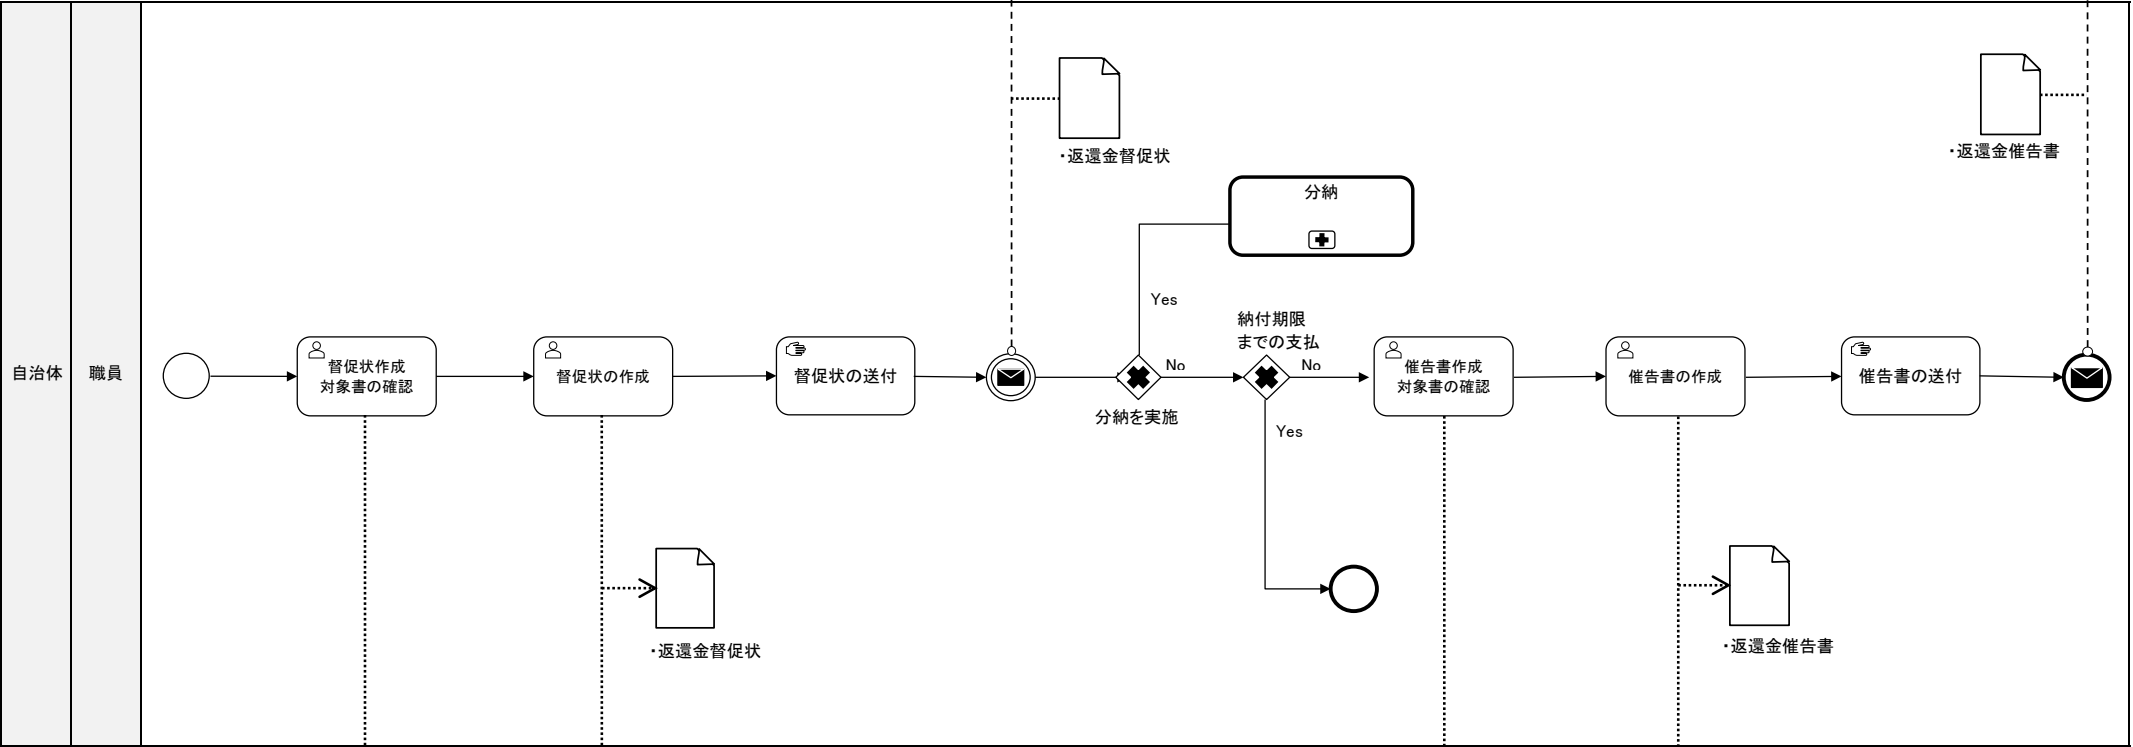 自治体
職員
・返還金督促状
・返還金催告書
分納
Yes
納付期限
までの支払
督促状作成
対象書の確認
督促状の作成
督促状の送付
No
No
催告書作成
対象書の確認
催告書の作成
催告書の送付
分納を実施
Yes
・返還金督促状
・返還金催告書